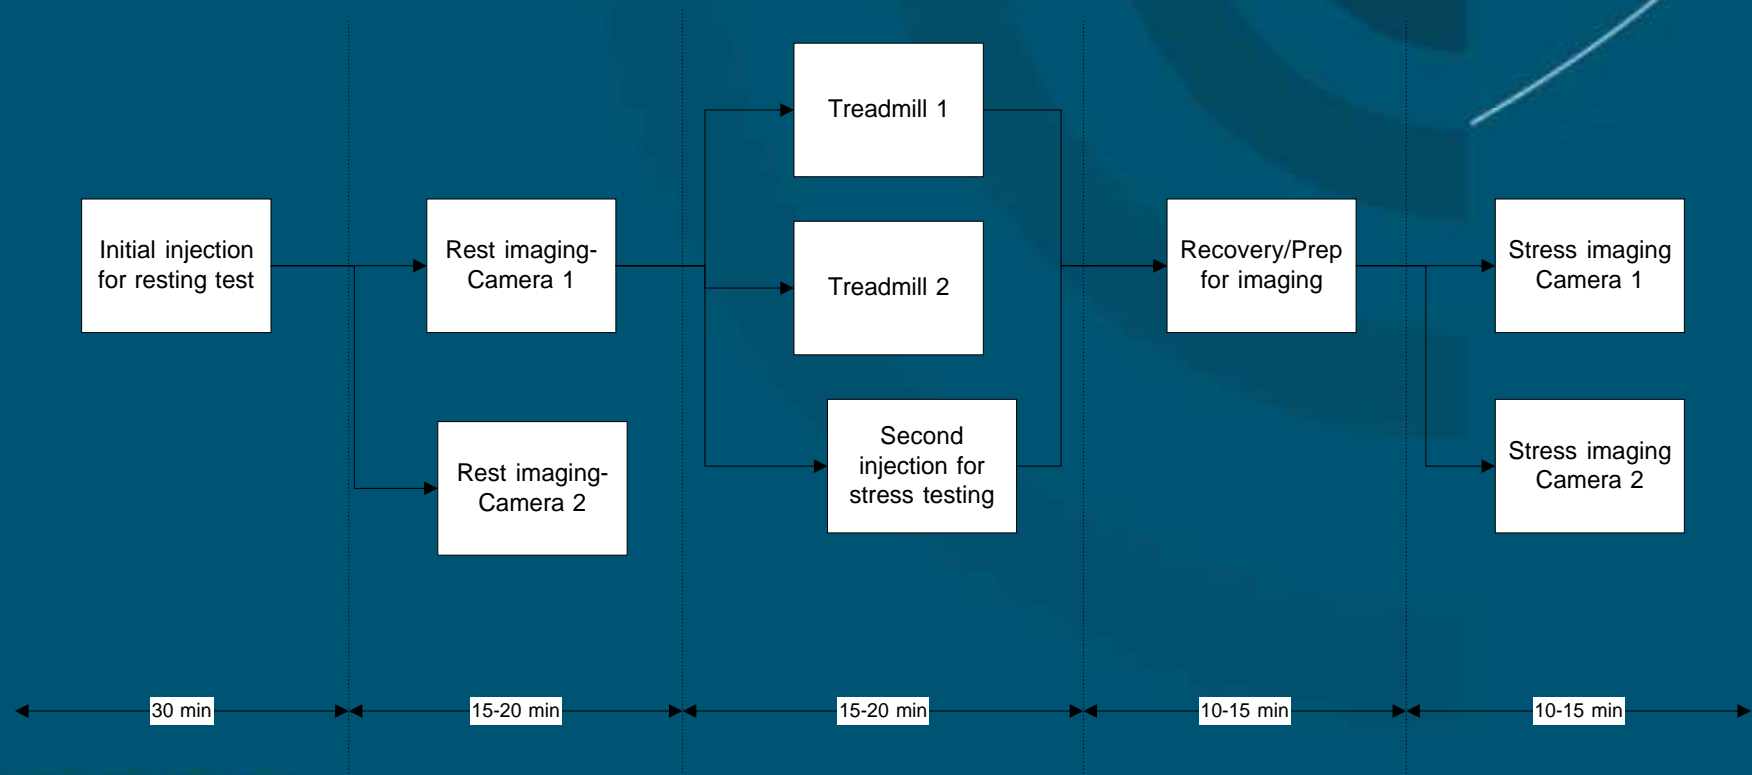 Initial injection
for resting test
Rest imaging-
Camera 1
Rest imaging-
Camera 2
Treadmill 1
Treadmill 2
Second
injection for
stress testing
Recovery/Prep
for imaging
Stress imaging
Camera 1
Stress imaging
Camera 2
30 min
15-20 min
15-20 min
10-15 min
10-15 min